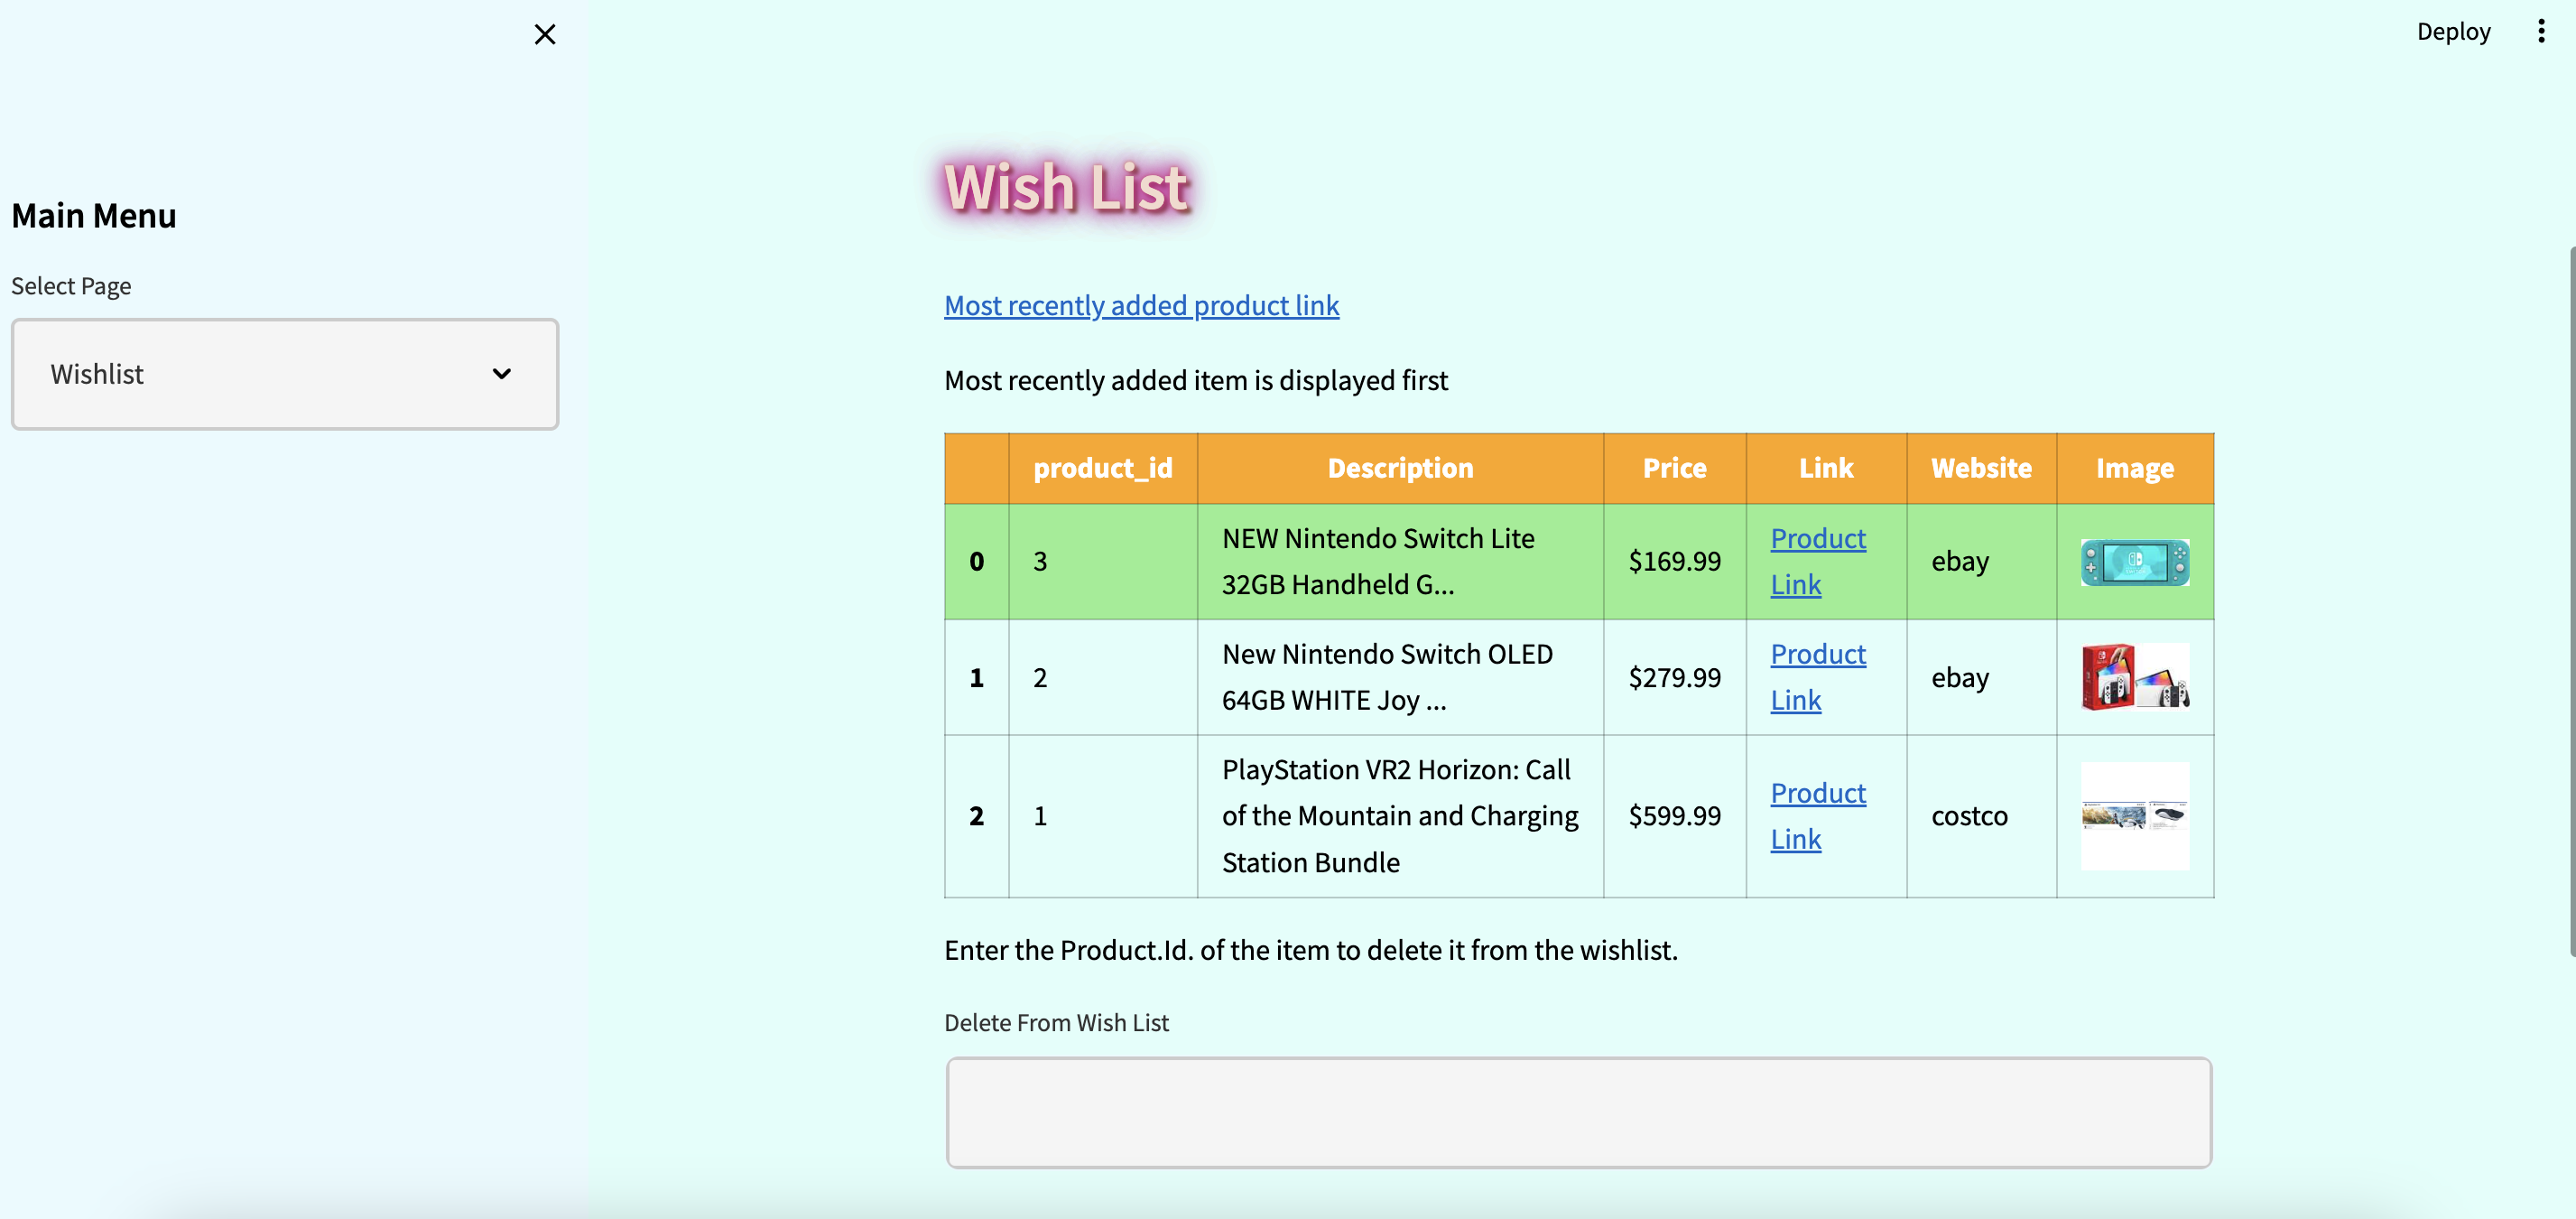 Deploy
Main Menu
Select Page
Wishlist
Wish List
Most recently added product link
Most recently added item is displayed first
product_id Description Price Link Website Image
0 3 NEW Nintendo Switch Lite 32GB Handheld G... $169.99 Product Link ebay
1 2 New Nintendo Switch OLED 64GB WHITE Joy ... $279.99 Product Link ebay
2 1 PlayStation VR2 Horizon: Call of the Mountain and Charging Station Bundle $599.99 Product Link costco
Enter the Product.Id. of the item to delete it from the wishlist.
Delete From Wish List